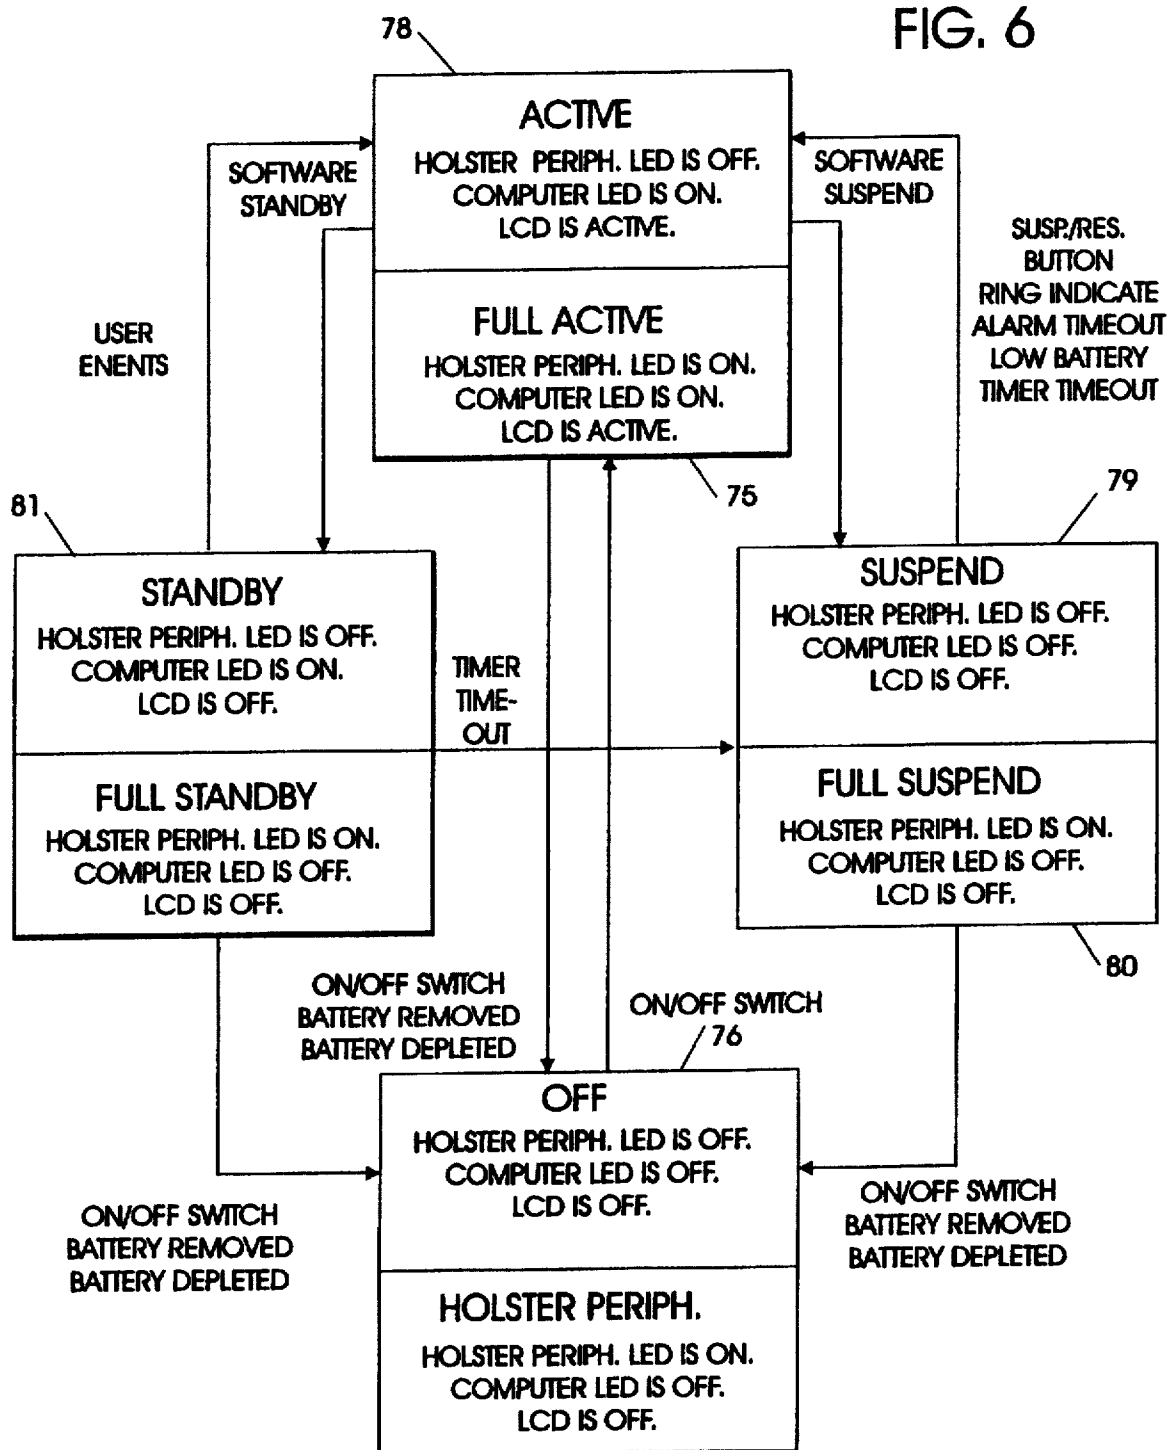 FIG. 6
78
ACTIVE
HOLSTER PERIPH. LED IS OFF.
COMPUTER LED IS ON.
LCD IS ACTIVE.
SOFTWARE
STANDBY
SOFTWARE
SUSPEND
FULL ACTIVE
HOLSTER PERIPH. LED IS ON.
COMPUTER LED IS ON.
LCD IS ACTIVE.
USER
ENENTS
SUSP./RES.
BUTTON
RING INDICATE
ALARM TIMEOUT
LOW BATTERY
TIMER TIMEOUT
75
81
STANDBY
HOLSTER PERIPH. LED IS OFF.
COMPUTER LED IS ON.
LCD IS OFF.
TIMER
TIME-
OUT
79
SUSPEND
HOLSTER PERIPH. LED IS OFF.
COMPUTER LED IS OFF.
LCD IS OFF.
FULL STANDBY
HOLSTER PERIPH. LED IS ON.
COMPUTER LED IS OFF.
LCD IS OFF.
FULL SUSPEND
HOLSTER PERIPH. LED IS ON.
COMPUTER LED IS OFF.
LCD IS OFF.
80
ON/OFF SWITCH
BATTERY REMOVED
BATTERY DEPLETED
ON/OFF SWITCH
76
OFF
HOLSTER PERIPH. LED IS OFF.
COMPUTER LED IS OFF.
LCD IS OFF.
ON/OFF SWITCH
BATTERY REMOVED
BATTERY DEPLETED
ON/OFF SWITCH
BATTERY REMOVED
BATTERY DEPLETED
HOLSTER PERIPH.
HOLSTER PERIPH. LED IS ON.
COMPUTER LED IS OFF.
LCD IS OFF.